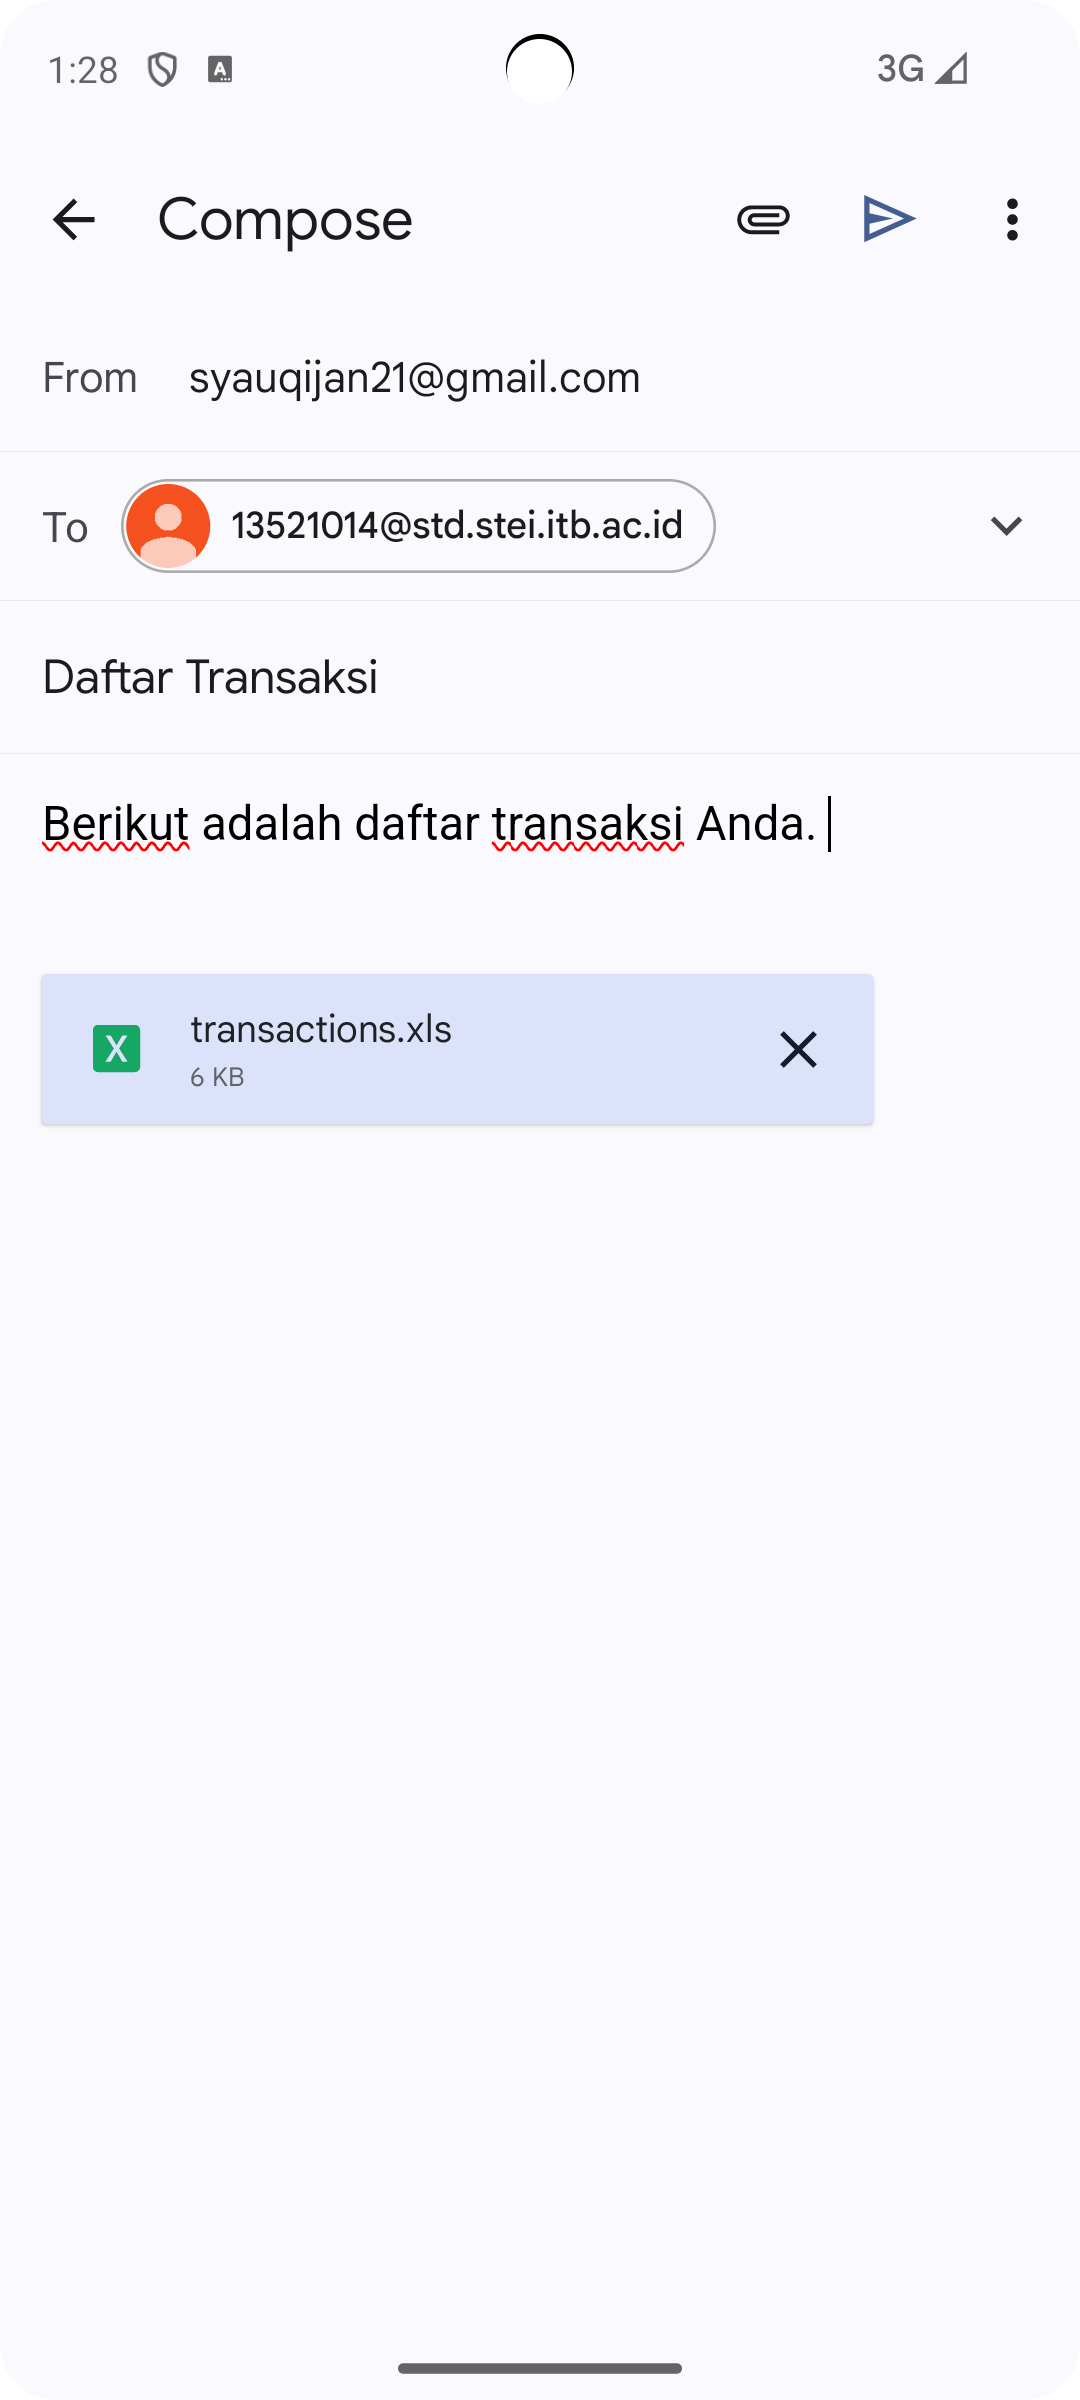 1:28 3G
Compose
From syauqijan21@gmail.com
To 13521014@std.stei.itb.ac.id
Daftar Transaksi
Berikut adalah daftar transaksi Anda.
X transactions.xls
6 KB